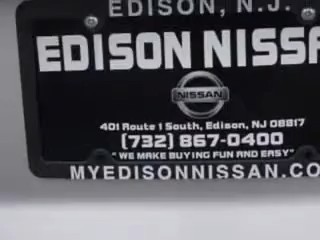 EDISON, N.J.
EDISON NISSA
NISSAN
401 Route 1 South, Edison, NJ 08817
(732) 867-0400
"WE MAKE BUYING FUN AND EASY"
MYEDISONNISSAN.CO